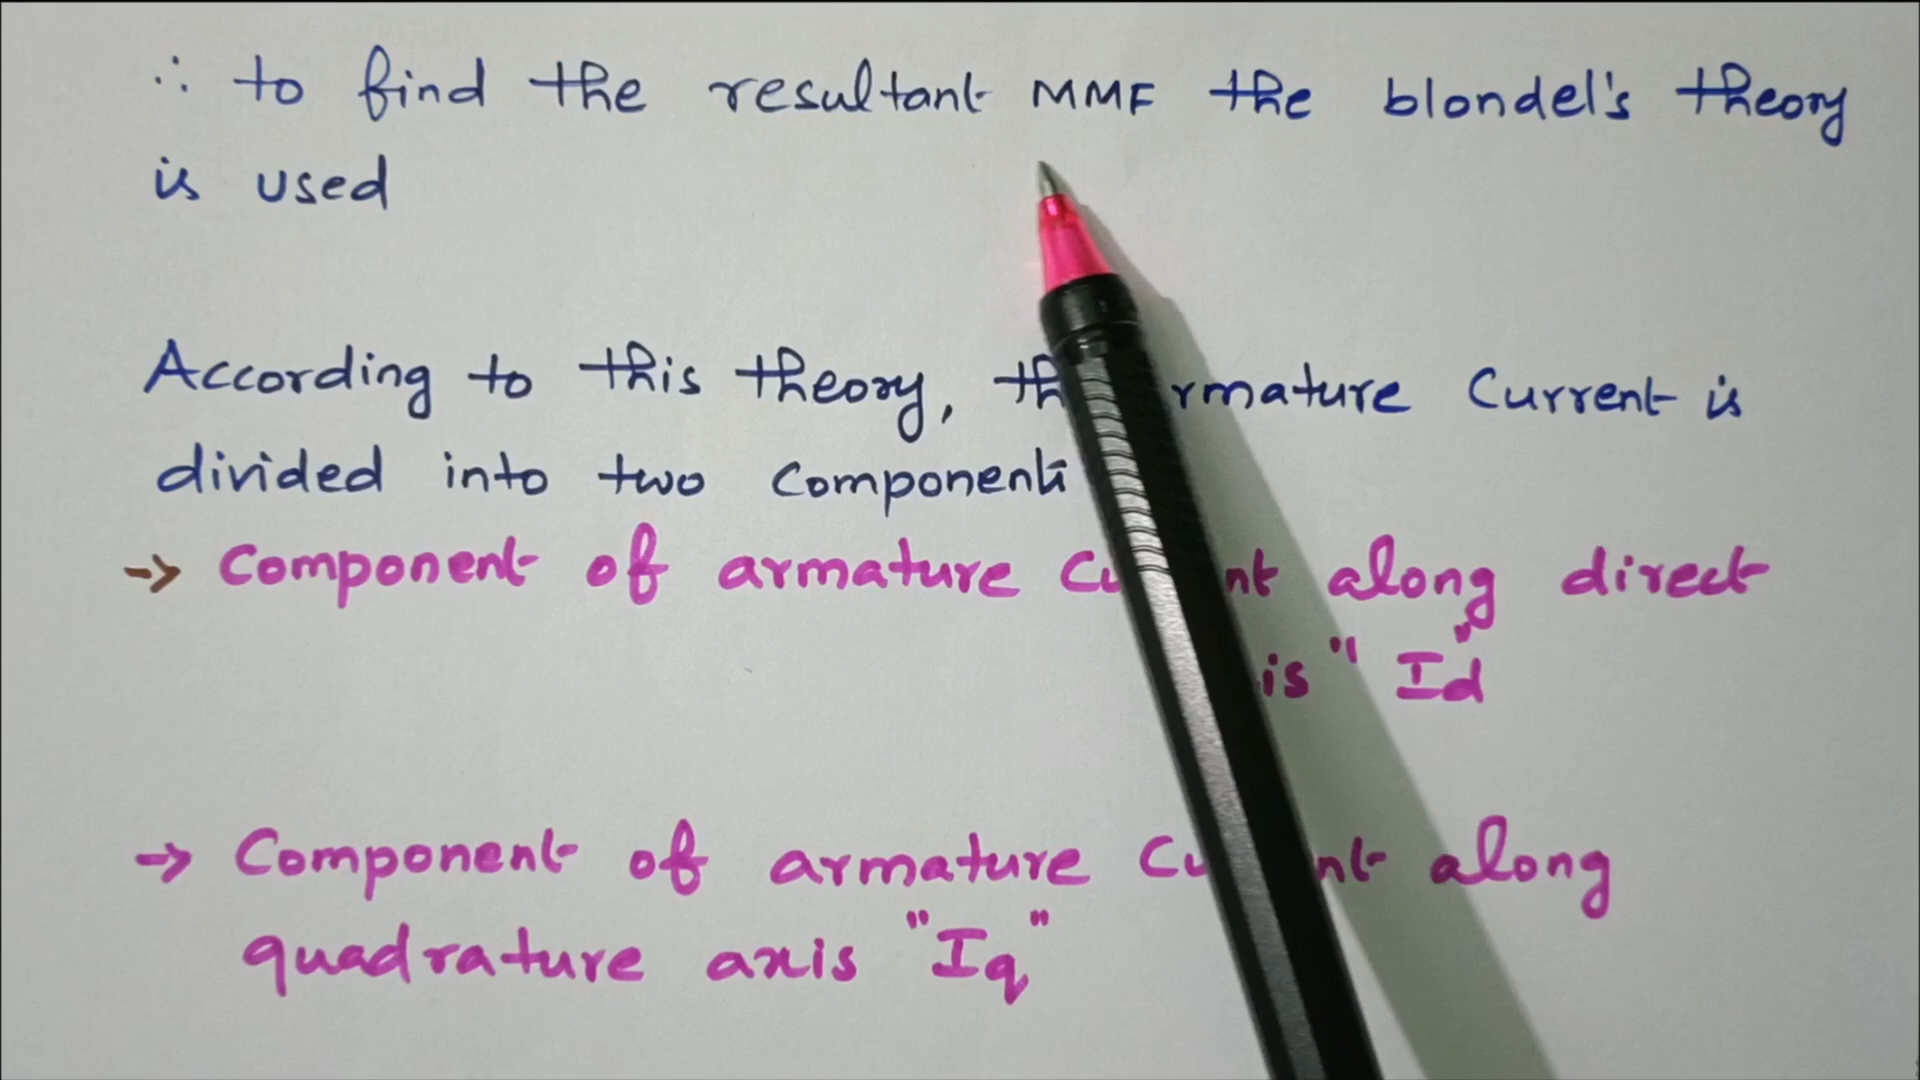 ∴ to find the resultant MMF the blondel's theory
is used
According to this theory, th rmature Current is
divided into two Components
-> Component of armature Cu nt along direct
is "Id"
-> Component of armature Cu nt along
quadrature axis "Iq"